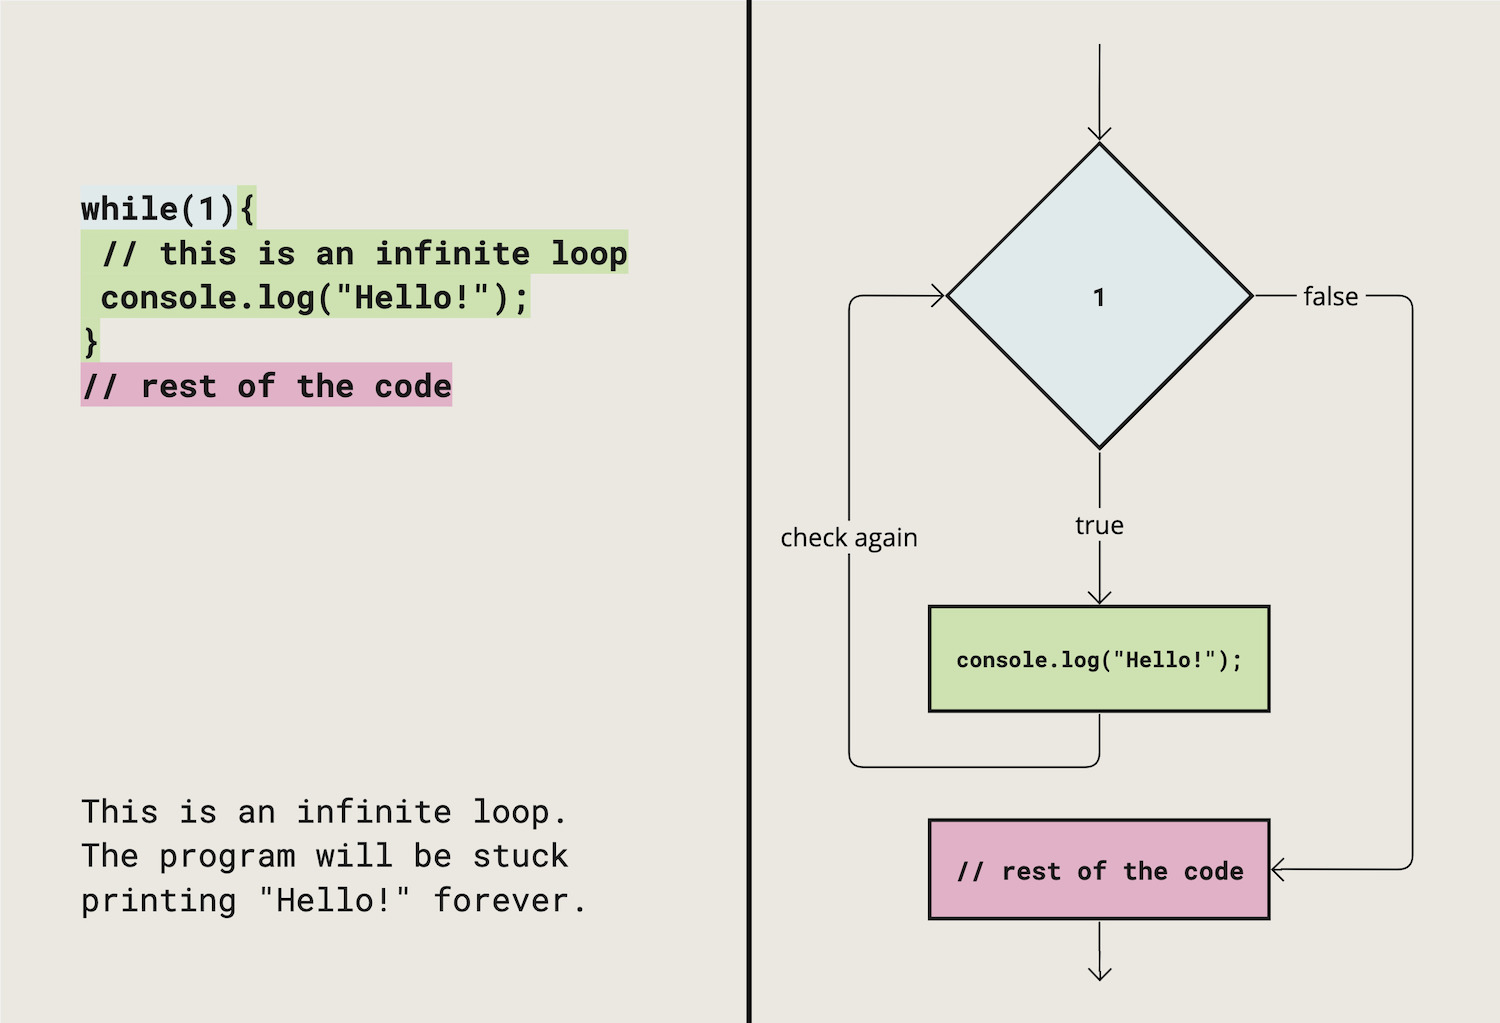 while(1){
// this is an infinite loop
console.log("Hello!");
}
// rest of the code
This is an infinite loop.
The program will be stuck
printing "Hello!" forever.
1
false
true
check again
console.log("Hello!");
// rest of the code